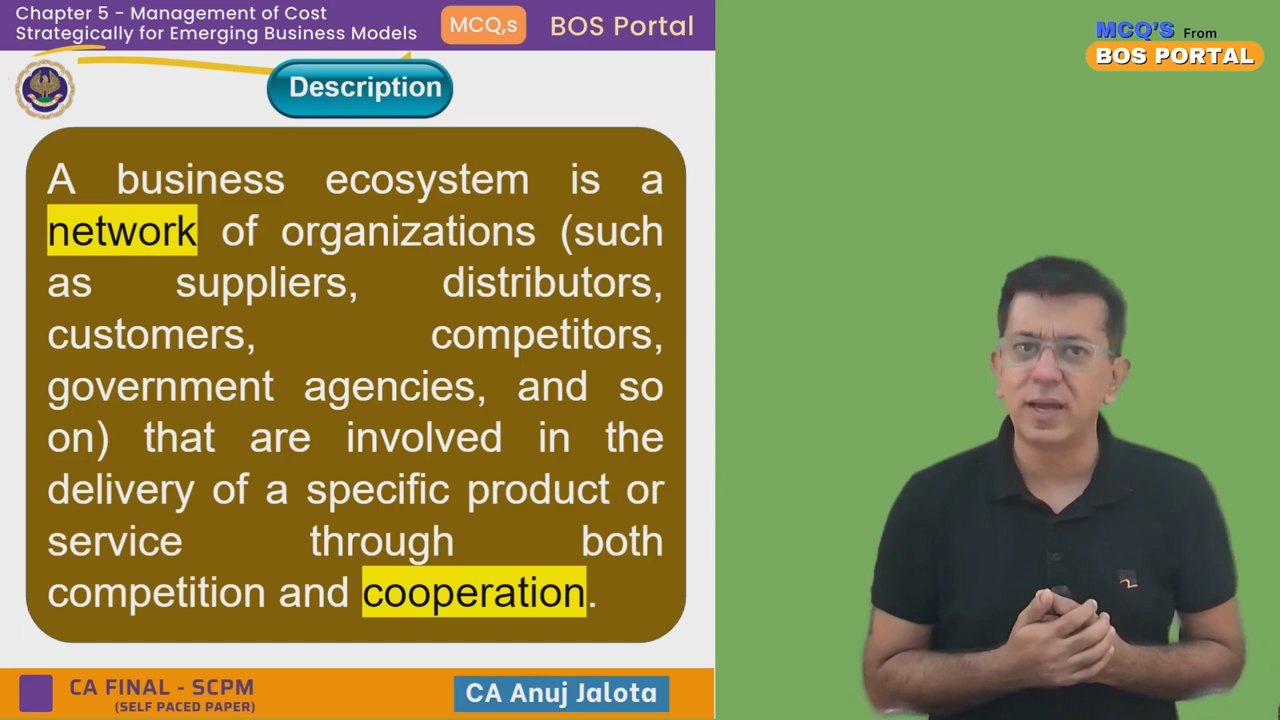 Chapter 5 - Management of Cost
Strategically for Emerging Business Models
MCQ,s
BOS Portal
MCQ'S From
BOS PORTAL
Description
A business ecosystem is a
network of organizations (such
as suppliers, distributors,
customers, competitors,
government agencies, and so
on) that are involved in the
delivery of a specific product or
service through both
competition and cooperation.
CA FINAL - SCPM
(SELF PACED PAPER)
CA Anuj Jalota